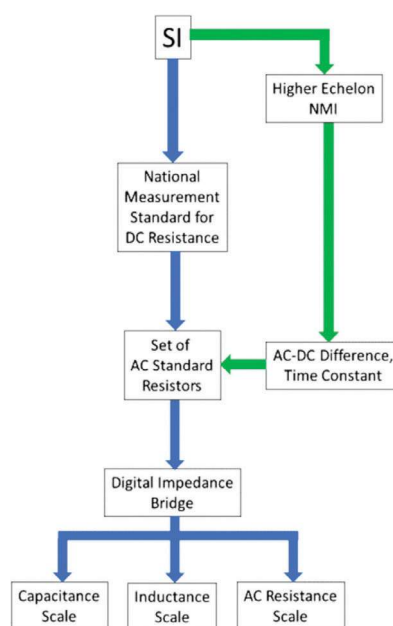 SI
Higher Echelon
NMI
National
Measurement
Standard for
DC Resistance
Set of
AC Standard
Resistors
AC-DC Difference,
Time Constant
Digital Impedance
Bridge
Capacitance
Scale
Inductance
Scale
AC Resistance
Scale